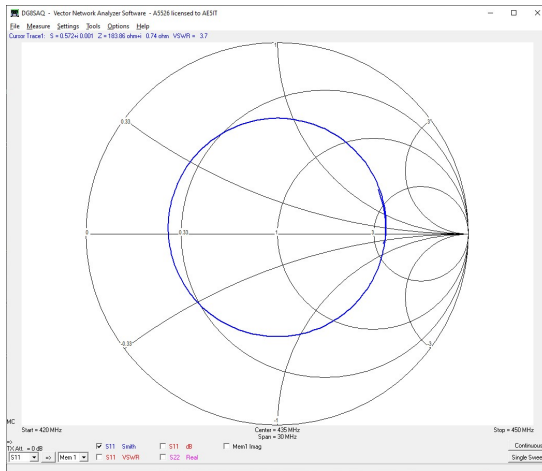 DG8SAQ - Vector Network Analyzer Software - A5526 licensed to AE5IT
File Measure Settings Tools Options Help
Cursor Trace1: S = 0.572+i 0.001 Z = 183.86 ohm+i 0.74 ohm VSWR = 3.7
1
0.33
3
0
0.33
1
3
-0.33
-3
-1
MC
Start = 420 MHz
Center = 435 MHz
Span = 30 MHz
Stop = 450 MHz
=>
TX Att. = 0 dB
S11 Smith
S11 dB
Mem1 Imag
Continuous
S11
=>
Mem 1
S11 VSWR
S22 Real
Single Swee